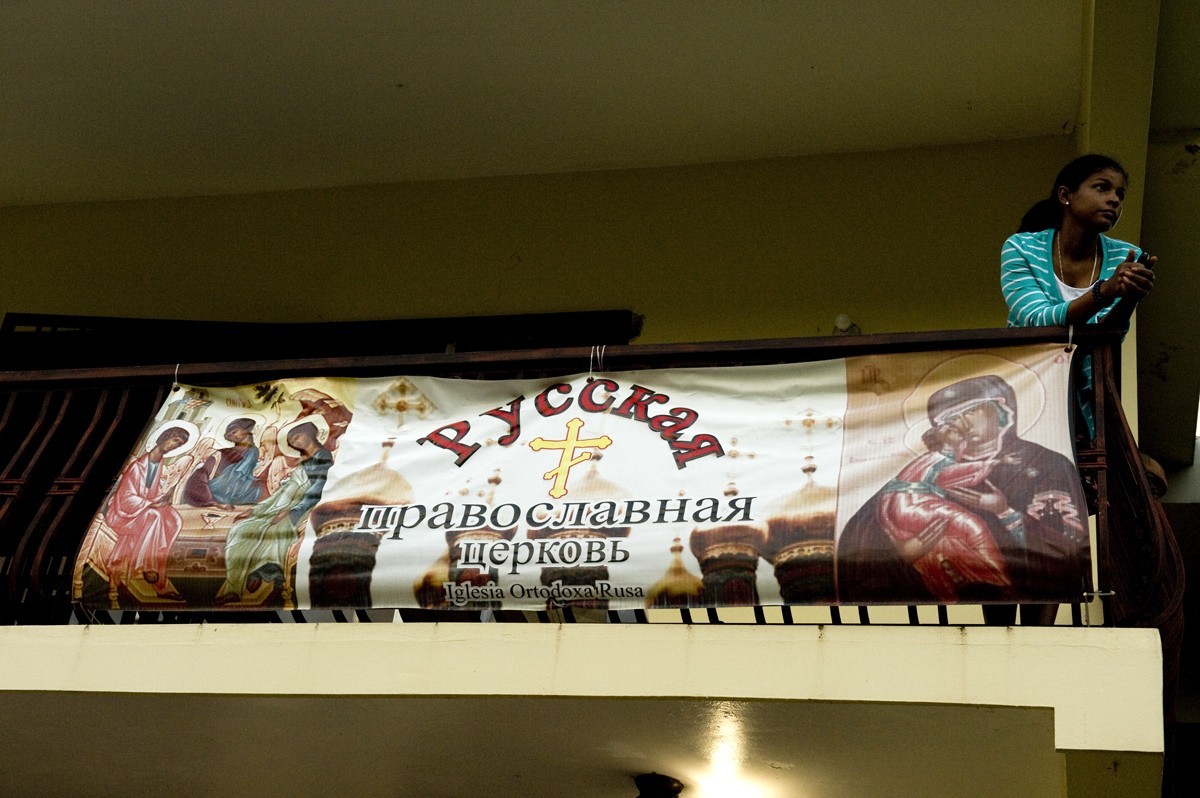 Русская
православная
церковь
Iglesia Ortodoxa Rusa